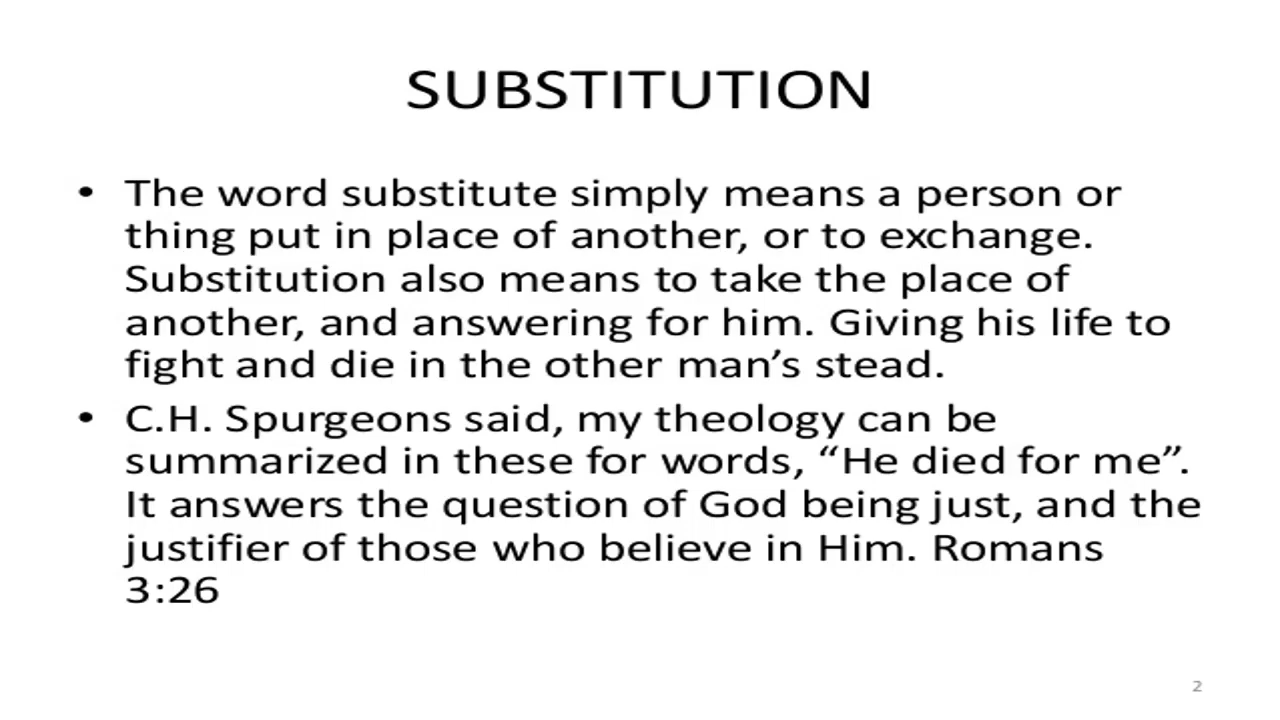 SUBSTITUTION
• The word substitute simply means a person or
thing put in place of another, or to exchange.
Substitution also means to take the place of
another, and answering for him. Giving his life to
fight and die in the other man’s stead.
• C.H. Spurgeons said, my theology can be
summarized in these for words, “He died for me”.
It answers the question of God being just, and the
justifier of those who believe in Him. Romans
3:26
2